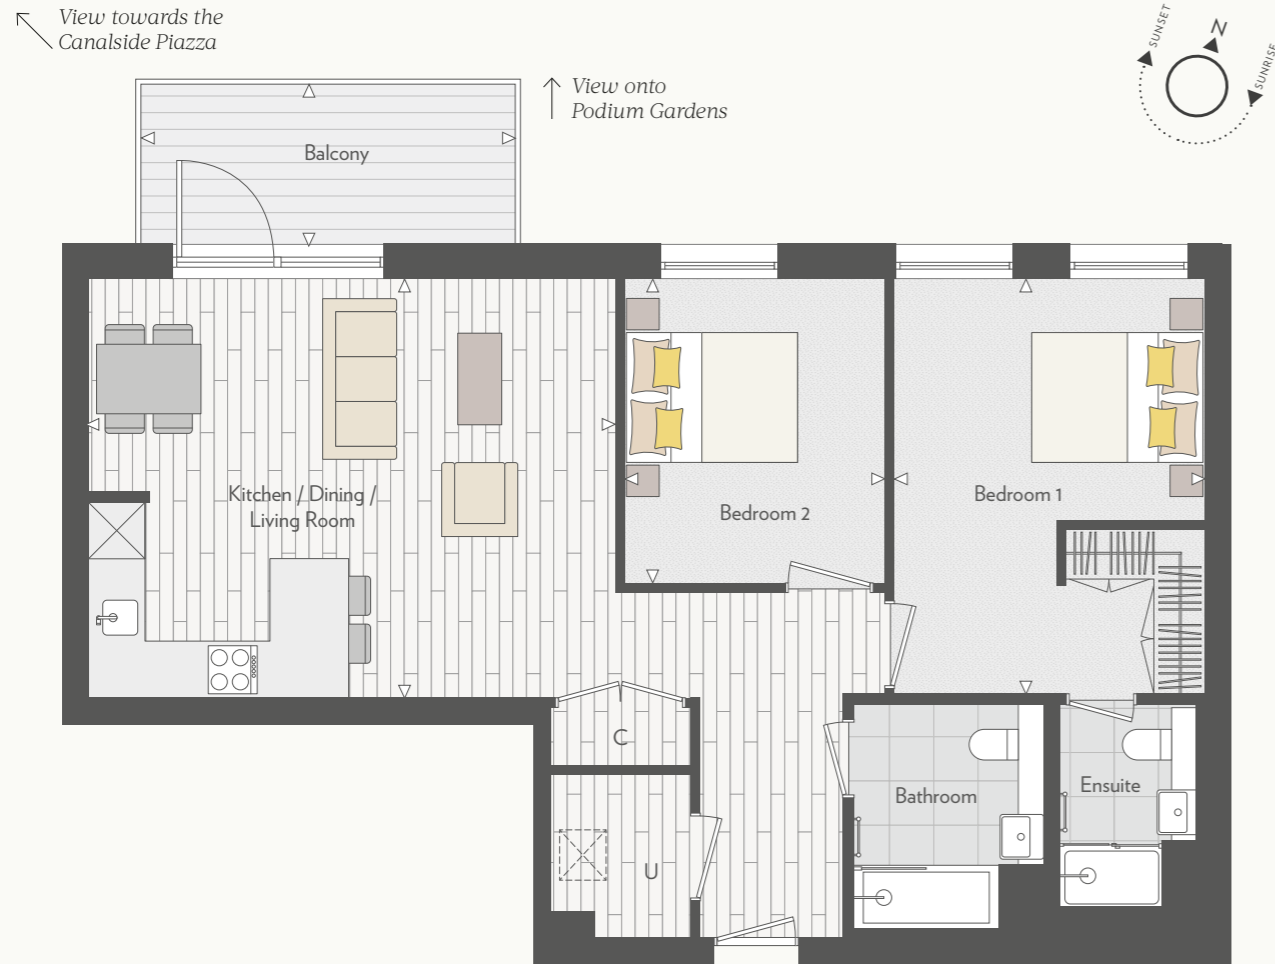 View towards the
Canalside Piazza
View onto
Podium Gardens
SUNSET
N
SUNRISE
Balcony
Kitchen / Dining /
Living Room
Bedroom 2
Bedroom 1
C
U
Bathroom
Ensuite